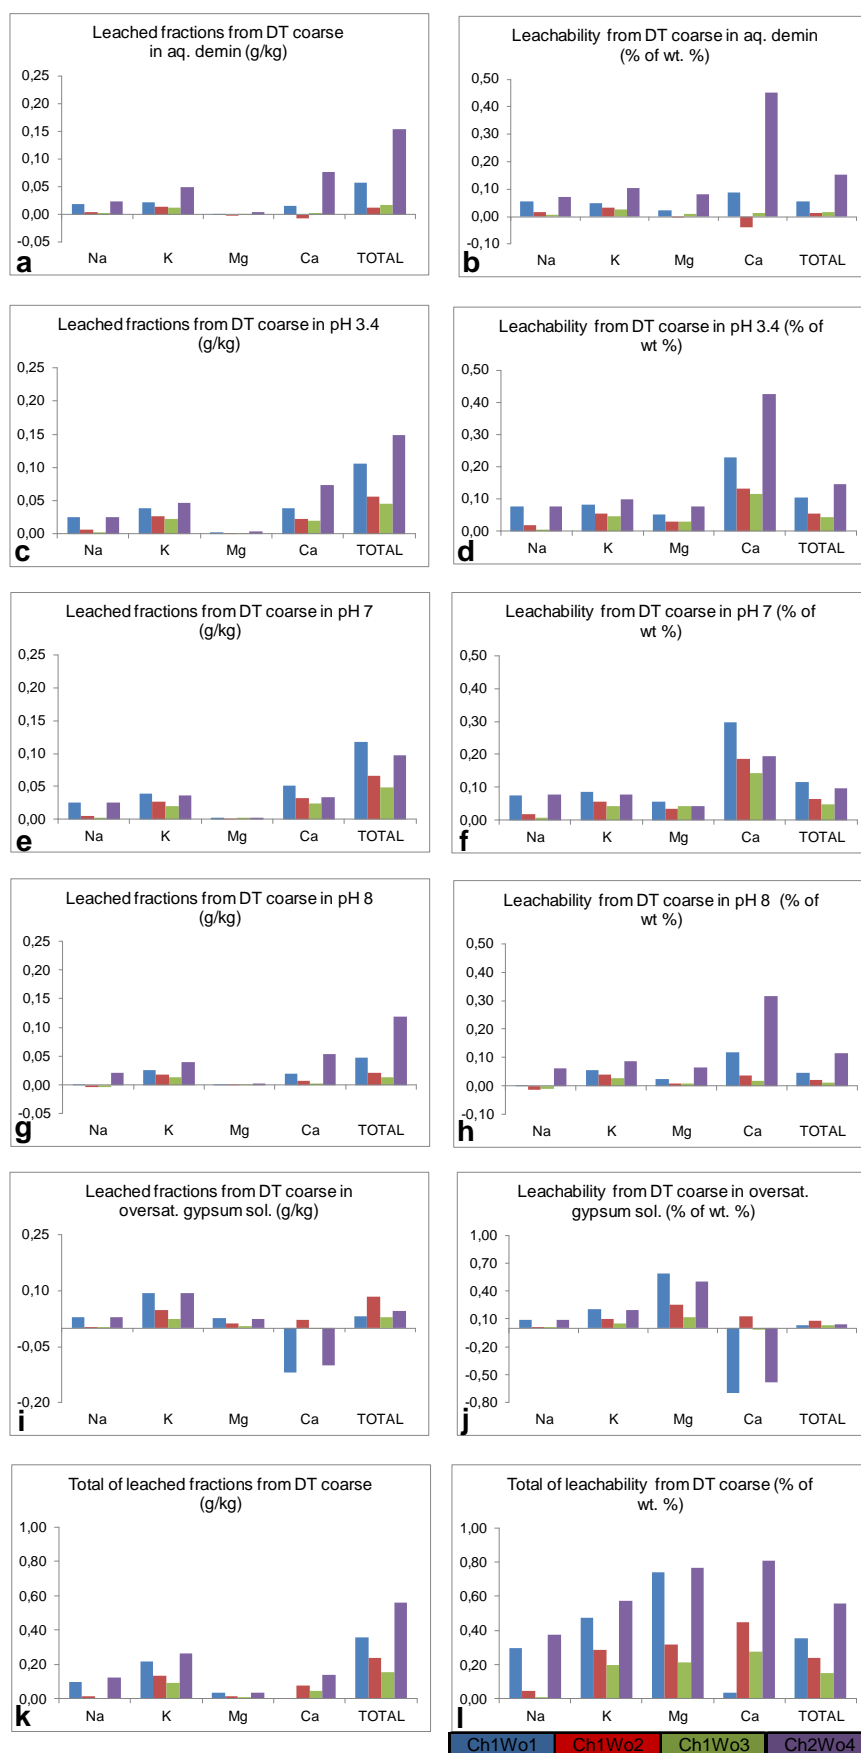 Leached fractions from DT coarse
in aq. demin (g/kg)
0,25
0,20
0,15
0,10
0,05
0,00
-0,05
Na K Mg Ca TOTAL
a
Leachability from DT coarse in aq. demin
(% of wt. %)
0,50
0,40
0,30
0,20
0,10
0,00
-0,10
Na K Mg Ca TOTAL
b
Leached fractions from DT coarse in pH 3.4
(g/kg)
0,25
0,20
0,15
0,10
0,05
0,00
Na K Mg Ca TOTAL
c
Leachability from DT coarse in pH 3.4 (% of
wt %)
0,50
0,40
0,30
0,20
0,10
0,00
Na K Mg Ca TOTAL
d
Leached fractions from DT coarse in pH 7
(g/kg)
0,25
0,20
0,15
0,10
0,05
0,00
Na K Mg Ca TOTAL
e
Leachability from DT coarse in pH 7 (% of
wt %)
0,50
0,40
0,30
0,20
0,10
0,00
Na K Mg Ca TOTAL
f
Leached fractions from DT coarse in pH 8
(g/kg)
0,25
0,20
0,15
0,10
0,05
0,00
-0,05
Na K Mg Ca TOTAL
g
Leachability from DT coarse in pH 8 (% of
wt %)
0,50
0,40
0,30
0,20
0,10
0,00
-0,10
Na K Mg Ca TOTAL
h
Leached fractions from DT coarse in
oversat. gypsum sol. (g/kg)
0,25
0,10
-0,05
-0,20
Na K Mg Ca TOTAL
i
Leachability from DT coarse in oversat.
gypsum sol. (% of wt. %)
1,00
0,70
0,40
0,10
-0,20
-0,50
-0,80
Na K Mg Ca TOTAL
j
Total of leached fractions from DT coarse
(g/kg)
1,00
0,80
0,60
0,40
0,20
0,00
Na K Mg Ca TOTAL
k
Total of leachability from DT coarse (% of
wt. %)
1,00
0,80
0,60
0,40
0,20
0,00
Na K Mg Ca TOTAL
l
Ch1Wo1 Ch1Wo2 Ch1Wo3 Ch2Wo4